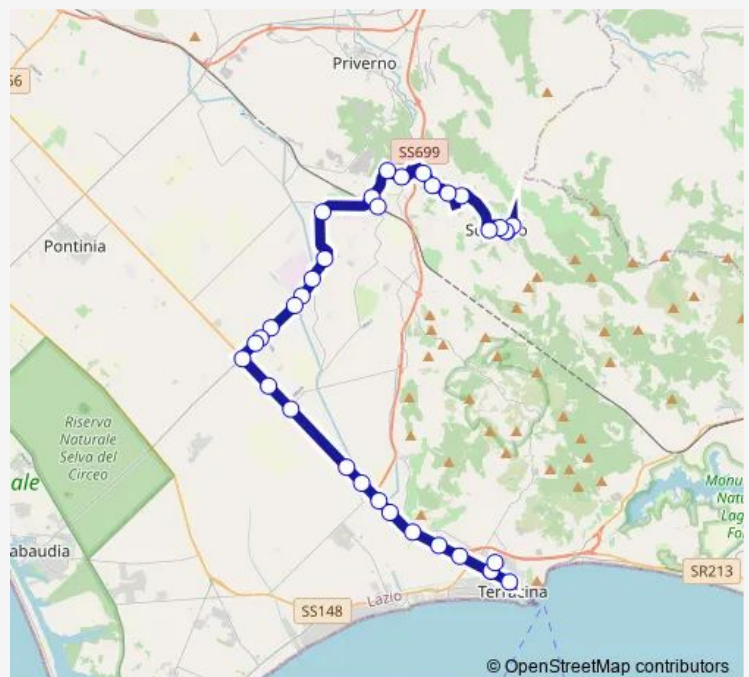 Priverno
56
SS699
Pontinia
Riserva
Naturale
Selva del
Circeo
ale
abaudia
Monu
Natu
Lag
Fo
SR213
Terracina
SS148
Lazio
© OpenStreetMap contributors